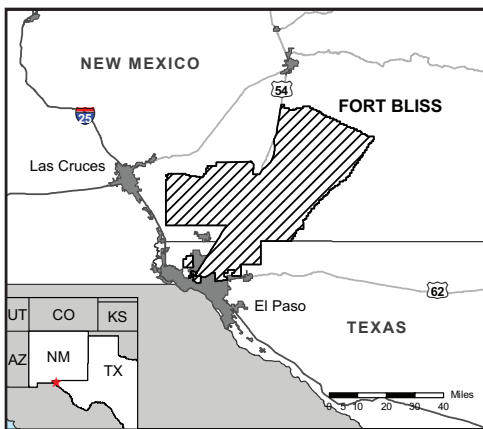 NEW MEXICO
54
FORT BLISS
25
Las Cruces
62
El Paso
TEXAS
UT
CO
KS
AZ
NM
TX
Miles
0 5 10 20 30 40